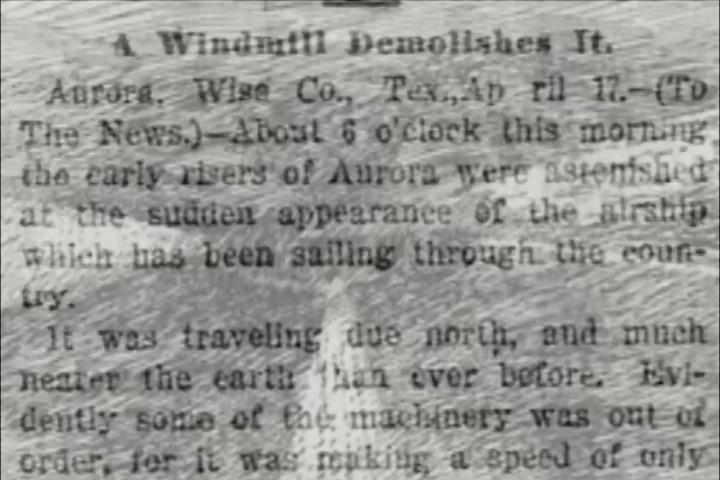 A Windmill Demolishes It.
Aurora, Wise Co., Tex.,Ap ril 17.—(To
The News.)—About 6 o'clock this morning
the early risers of Aurora were astonished
at the sudden appearance of the airship
which has been sailing through the coun-
try.
It was traveling due north, and much
nearer the earth than ever before. Evi-
dently some of the machinery was out of
order, for it was making a speed of only